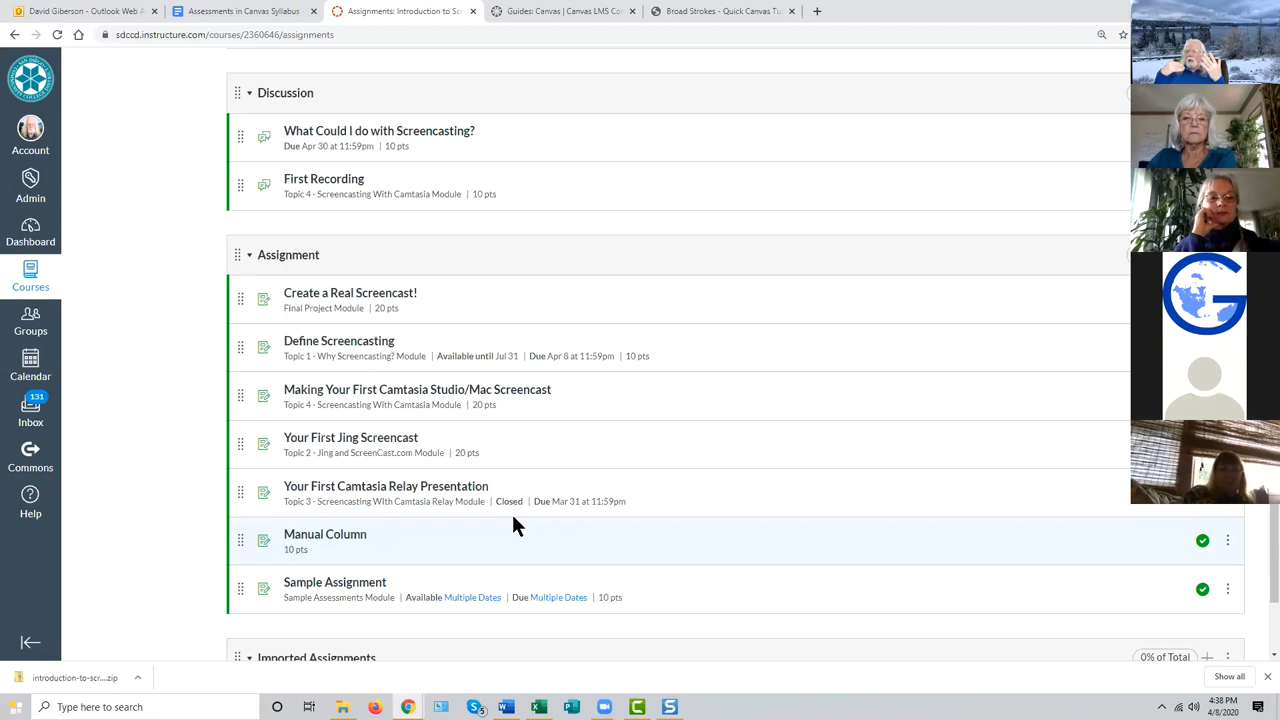 David Giberson - Outlook Web A
Assessments in Canvas Syllabus
Assignments: Introduction to Sc
Guides: Canvas | Canvas LMS Co
Broad Strokes - Quick Canvas Tu
sdccd.instructure.com/courses/2360646/assignments
Discussion
What Could I do with Screencasting?
Due Apr 30 at 11:59pm | 10 pts
First Recording
Topic 4 - Screencasting With Camtasia Module | 10 pts
Assignment
Create a Real Screencast!
Final Project Module | 20 pts
Define Screencasting
Topic 1 - Why Screencasting? Module | Available until Jul 31 | Due Apr 8 at 11:59pm | 10 pts
Making Your First Camtasia Studio/Mac Screencast
Topic 4 - Screencasting With Camtasia Module | 20 pts
Your First Jing Screencast
Topic 2 - Jing and ScreenCast.com Module | 20 pts
Your First Camtasia Relay Presentation
Topic 3 - Screencasting With Camtasia Relay Module | Closed | Due Mar 31 at 11:59pm
Manual Column
10 pts
Sample Assignment
Sample Assessments Module | Available Multiple Dates | Du Multiple Dates | 10 pts
Imported Assignments
0% of Total
Account
Admin
Dashboard
Courses
Groups
Calendar
131
Inbox
Commons
Help
introduction-to-scr....zip
Show all
Type here to search
5
4:38 PM
4/8/2020